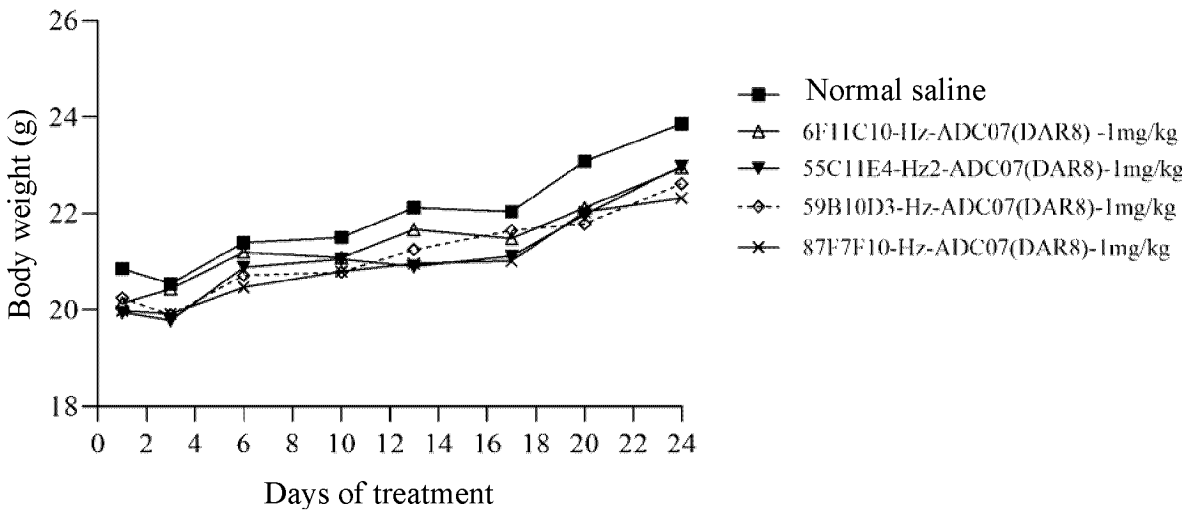 26
24
22
20
18
Body weight (g)
0 2 4 6 8 10 12 14 16 18 20 22 24
Days of treatment
Normal saline
6F11C10-Hz-ADC07(DAR8) -1mg/kg
55C11E4-Hz2-ADC07(DAR8)-1mg/kg
59B10D3-Hz-ADC07(DAR8)-1mg/kg
87F7F10-Hz-ADC07(DAR8)-1mg/kg